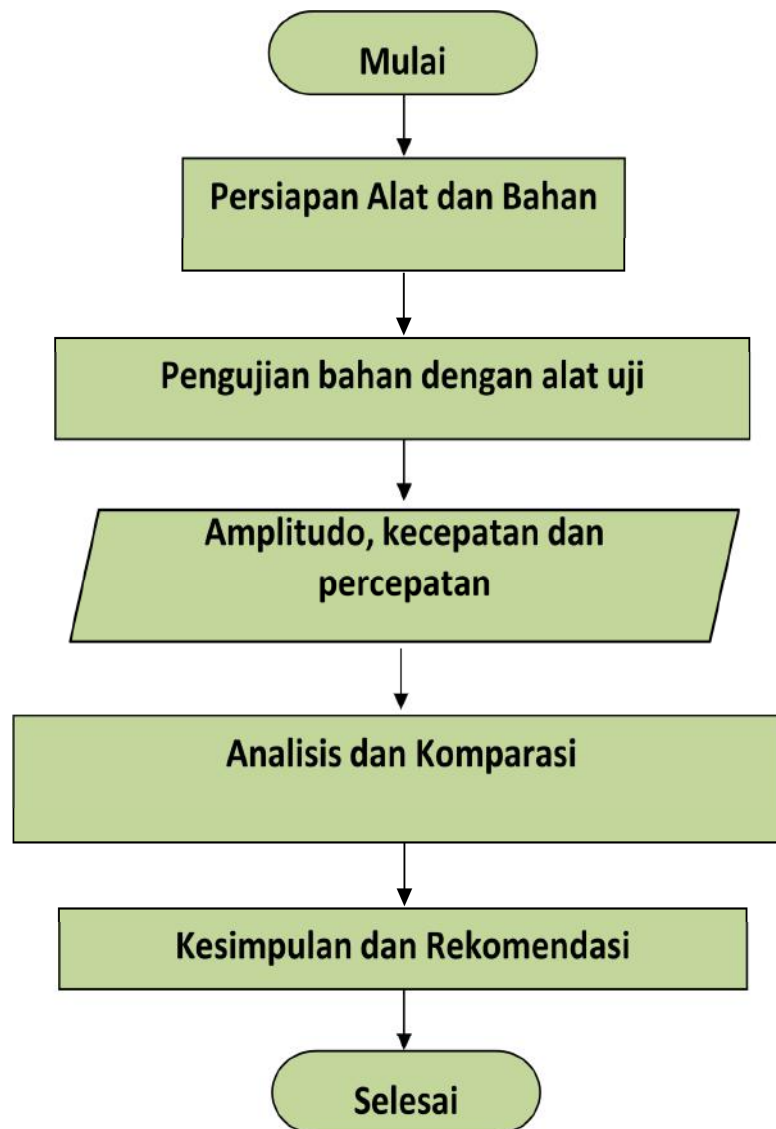 Mulai
Persiapan Alat dan Bahan
Pengujian bahan dengan alat uji
Amplitudo, kecepatan dan
percepatan
Analisis dan Komparasi
Kesimpulan dan Rekomendasi
Selesai